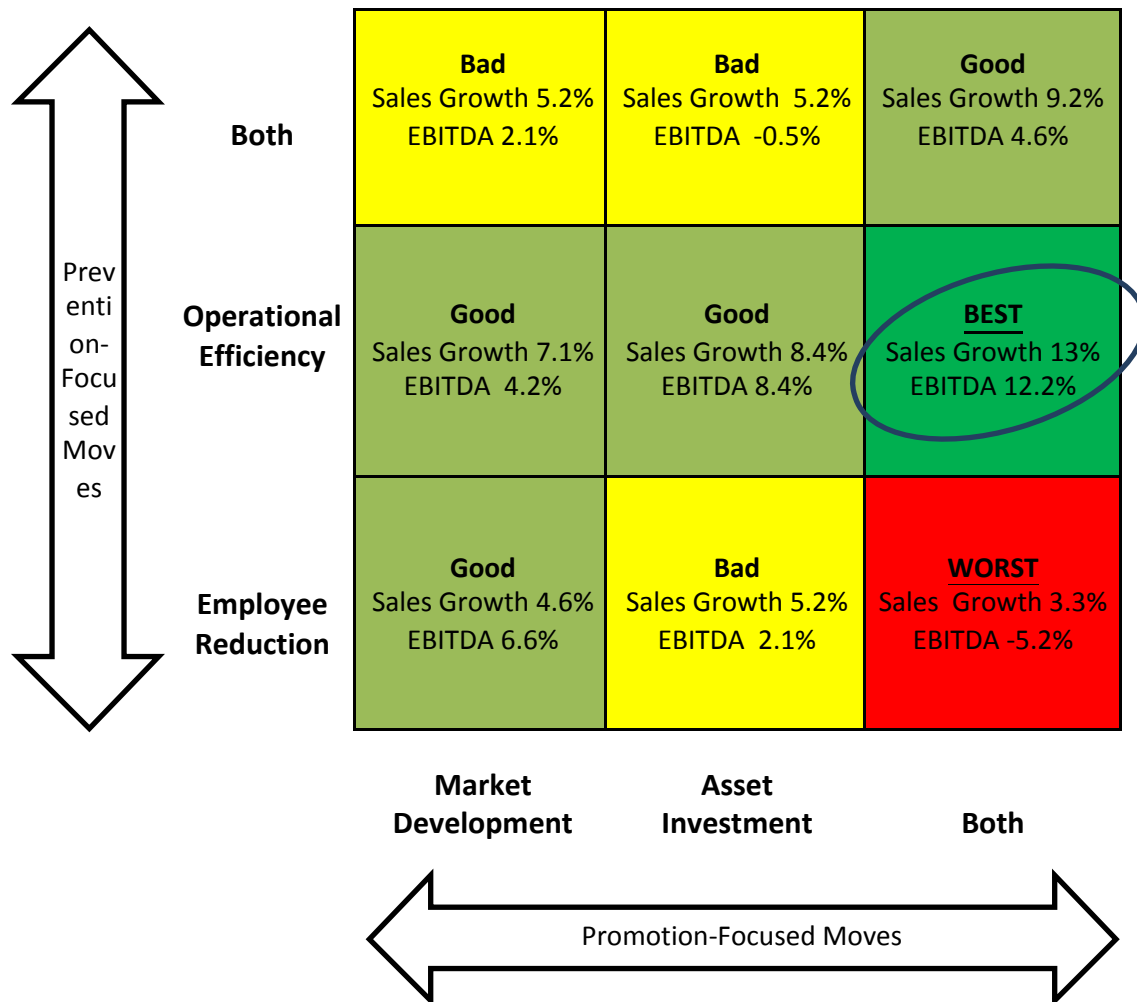 Bad
Sales Growth 5.2%
EBITDA 2.1%
Bad
Sales Growth 5.2%
EBITDA -0.5%
Good
Sales Growth 9.2%
EBITDA 4.6%
Both
Prev
enti
on-
Focu
sed
Mov
es
Operational
Efficiency
Good
Sales Growth 7.1%
EBITDA 4.2%
Good
Sales Growth 8.4%
EBITDA 8.4%
BEST
Sales Growth 13%
EBITDA 12.2%
Employee
Reduction
Good
Sales Growth 4.6%
EBITDA 6.6%
Bad
Sales Growth 5.2%
EBITDA 2.1%
WORST
Sales Growth 3.3%
EBITDA -5.2%
Market
Development
Asset
Investment
Both
Promotion-Focused Moves